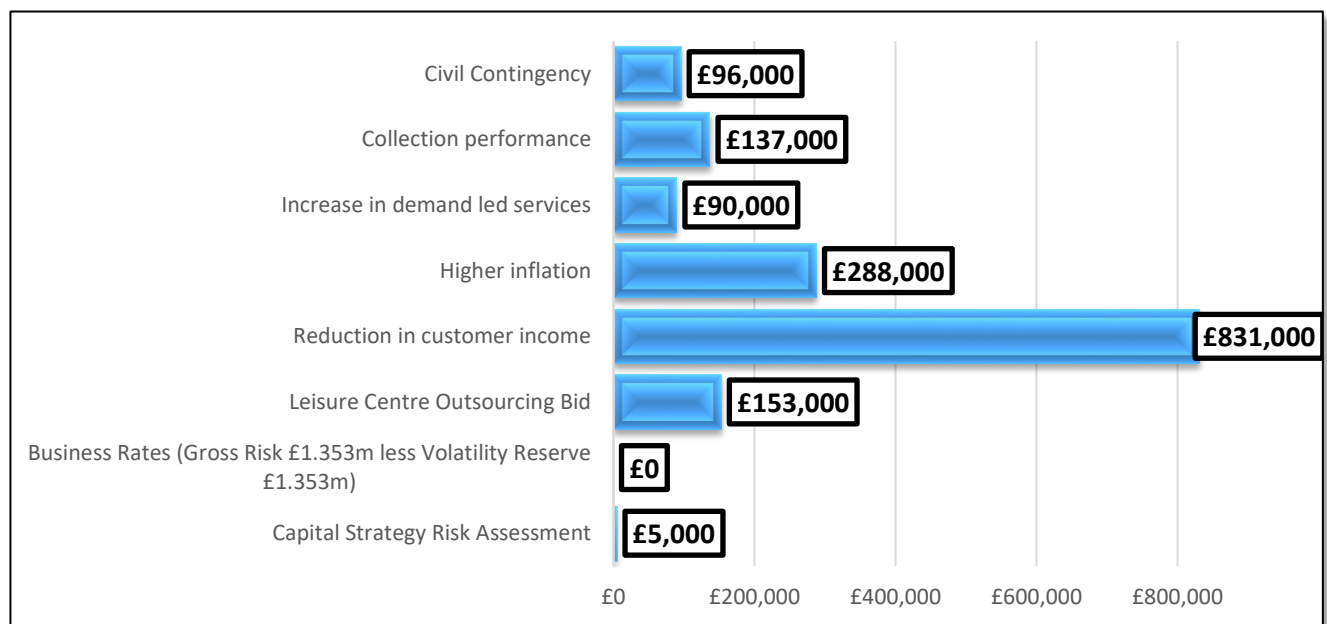 Civil Contingency
£96,000
Collection performance
£137,000
Increase in demand led services
£90,000
Higher inflation
£288,000
Reduction in customer income
£831,000
Leisure Centre Outsourcing Bid
£153,000
Business Rates (Gross Risk £1.353m less Volatility Reserve
£1.353m)
£0
Capital Strategy Risk Assessment
£5,000
£0 £200,000 £400,000 £600,000 £800,000